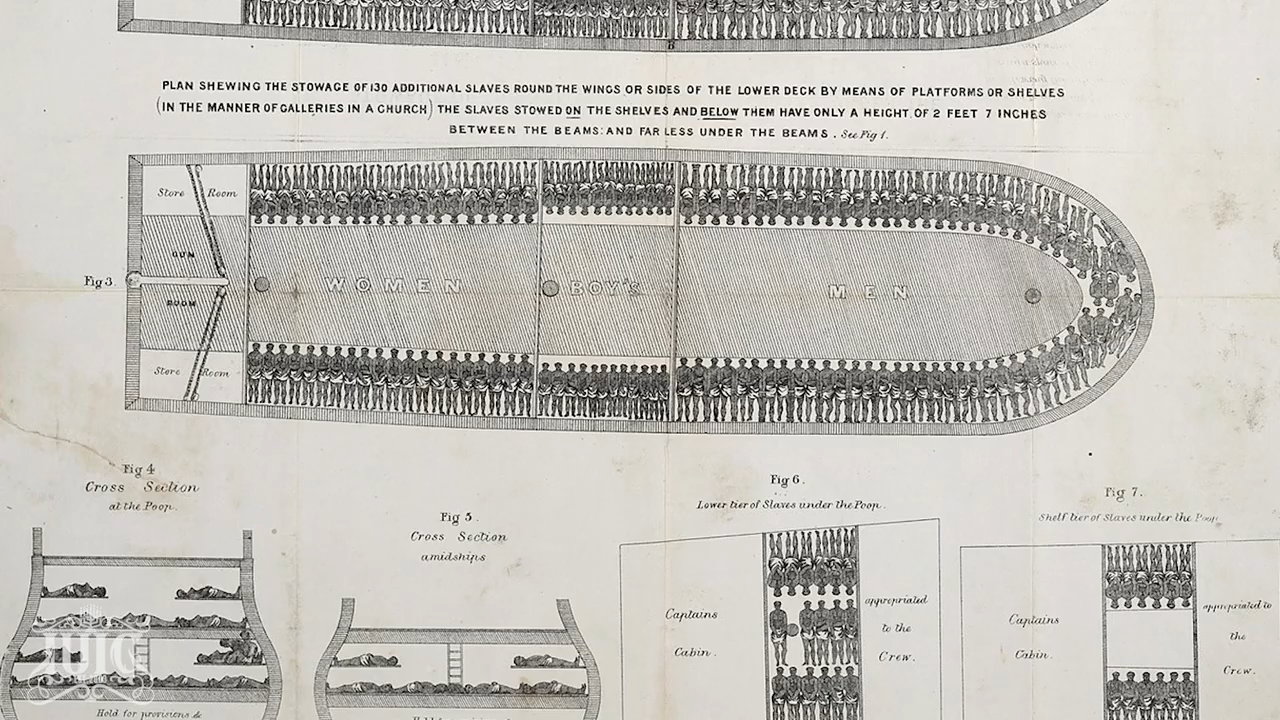 PLAN SHEWING THE STOWAGE OF 130 ADDITIONAL SLAVES ROUND THE WINGS OR SIDES OF THE LOWER DECK BY MEANS OF PLATFORMS OR SHELVES
(IN THE MANNER OF GALLERIES IN A CHURCH) THE SLAVES STOWED ON THE SHELVES AND BELOW THEM HAVE ONLY A HEIGHT OF 2 FEET 7 INCHES
BETWEEN THE BEAMS: AND FAR LESS UNDER THE BEAMS. See Fig 1.
Store Room
GUN
Fig 3.
WOMEN
BOY'S
MEN
ROOM
Store Room
Fig 4
Cross Section
at the Poop.
Fig 5.
Cross Section
amidships
Fig 6.
Lower tier of Slaves under the Poop.
Fig 7.
Shelf tier of Slaves under the Poop
Captains
Cabin.
appropriated
to the
Crew.
Captains
Cabin.
appropriated to
the
Crew.
Hold for provisions &